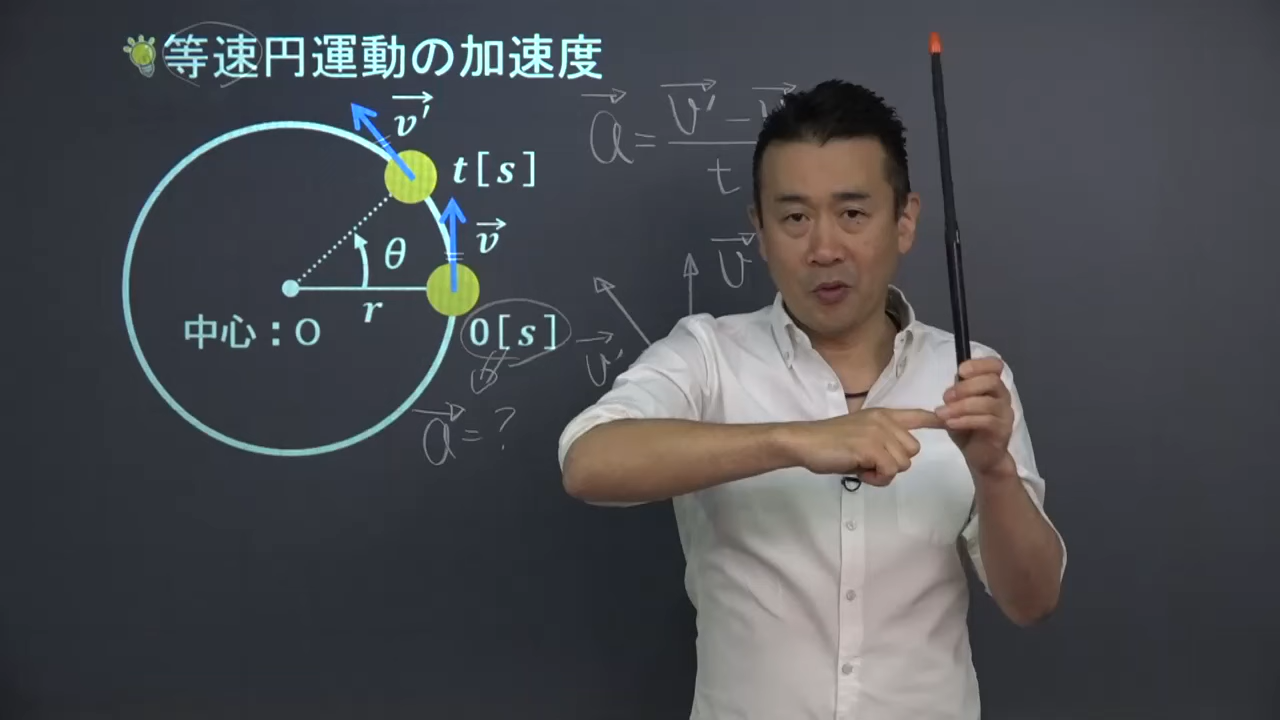 等速円運動の加速度
v'
t[s]
v
θ
r
中心：O
0[s]
a = ?
a = v' - v
t
v
v'